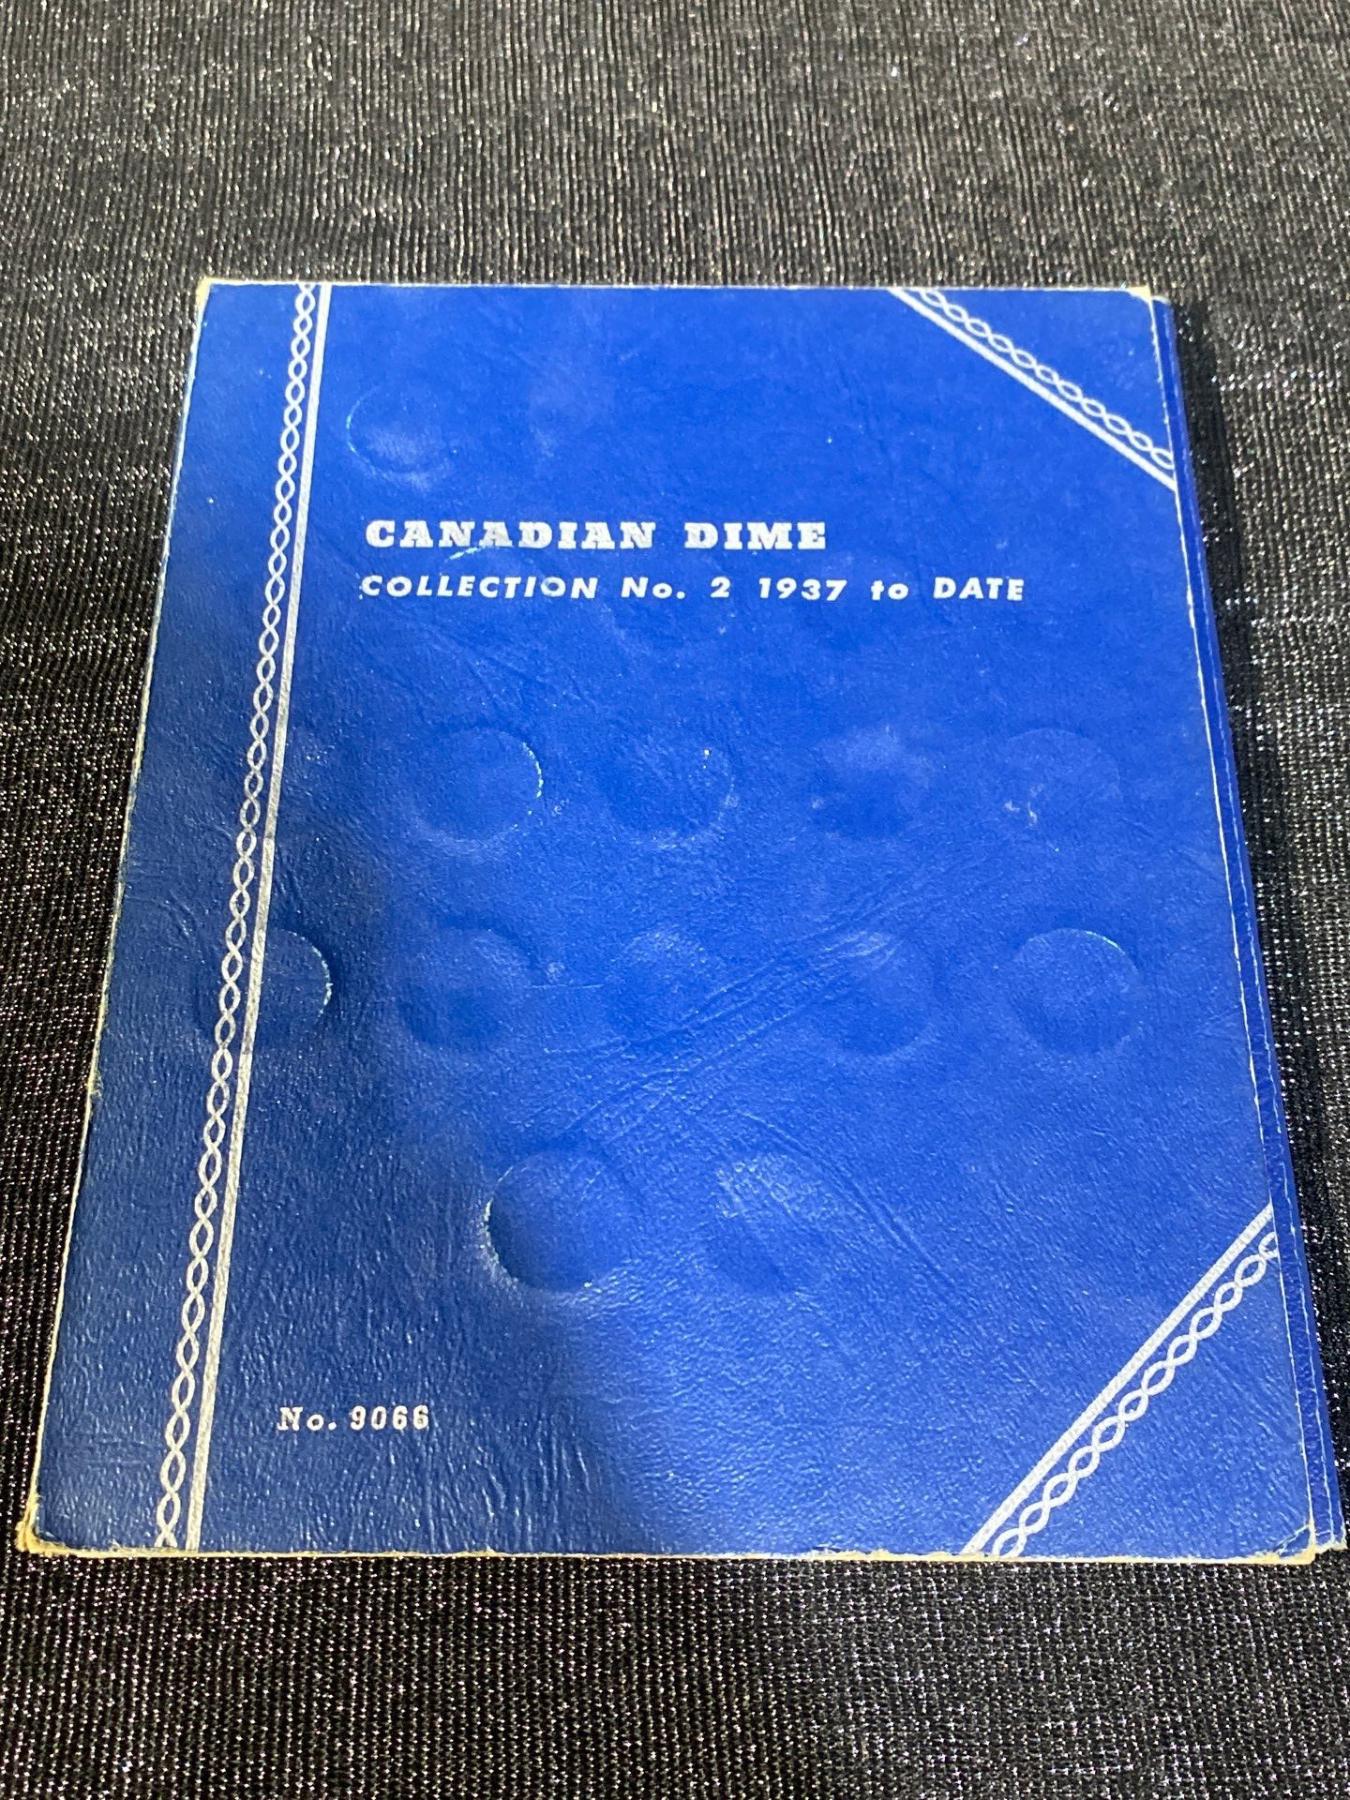 CANADIAN DIME
COLLECTION No. 2 1937 to DATE
No. 9066